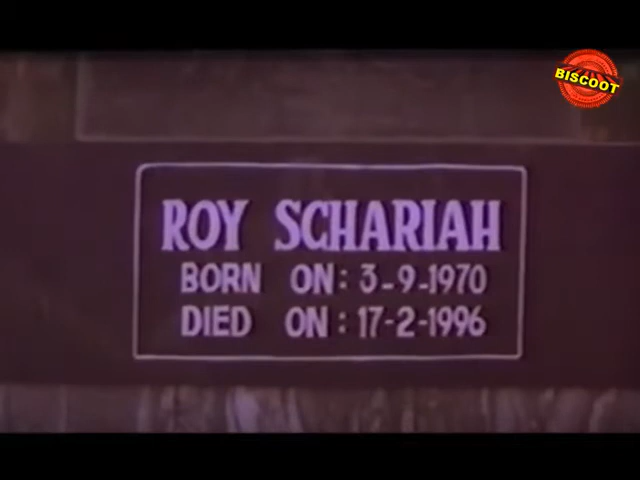 BISCOOT
ROY SCHARIAH
BORN ON: 3-9-1970
DIED ON: 17-2-1996